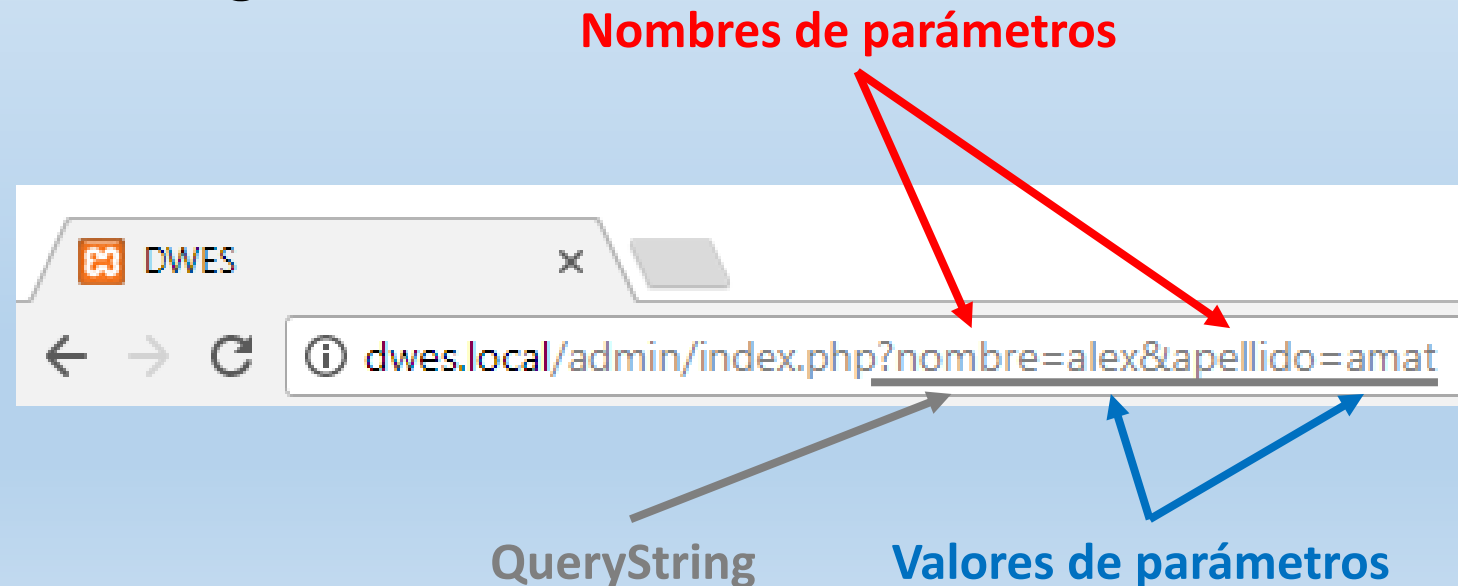 Nombres de parámetros
DWES
dwes.local/admin/index.php?nombre=alex&apellido=amat
QueryString
Valores de parámetros